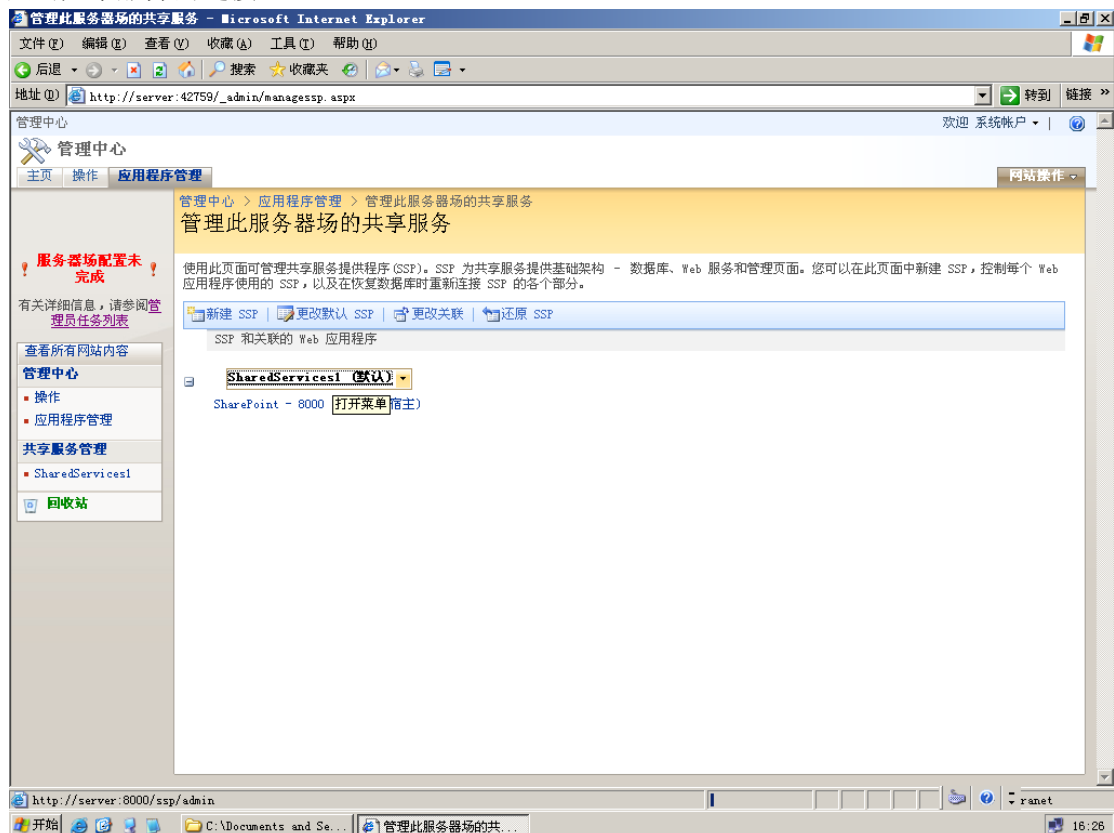 管理此服务器场的共享服务 - Microsoft Internet Explorer
文件(F) 编辑(E) 查看(V) 收藏(A) 工具(T) 帮助(H)
后退 搜索 收藏夹
地址(D) http://server:42759/_admin/managessp.aspx 转到 链接 »
管理中心 欢迎 系统帐户 |
管理中心
主页 操作 应用程序管理 网站操作
管理中心 > 应用程序管理 > 管理此服务器场的共享服务
管理此服务器场的共享服务
服务器场配置未完成
有关详细信息，请参阅管理员任务列表
查看所有网站内容
管理中心
操作
应用程序管理
共享服务管理
SharedServices1
回收站
使用此页面可管理共享服务提供程序(SSP)。SSP 为共享服务提供基础架构 - 数据库、Web 服务和管理页面。您可以在此页面中新建 SSP，控制每个 Web
应用程序使用的 SSP，以及在恢复数据库时重新连接 SSP 的各个部分。
新建 SSP | 更改默认 SSP | 更改关联 | 还原 SSP
SSP 和关联的 Web 应用程序
SharedServices1 (默认)
SharePoint - 8000 打开菜单 宿主)
http://server:8000/ssp/admin ranet
开始 C:\Documents and Se... 管理此服务器场的共... 16:26